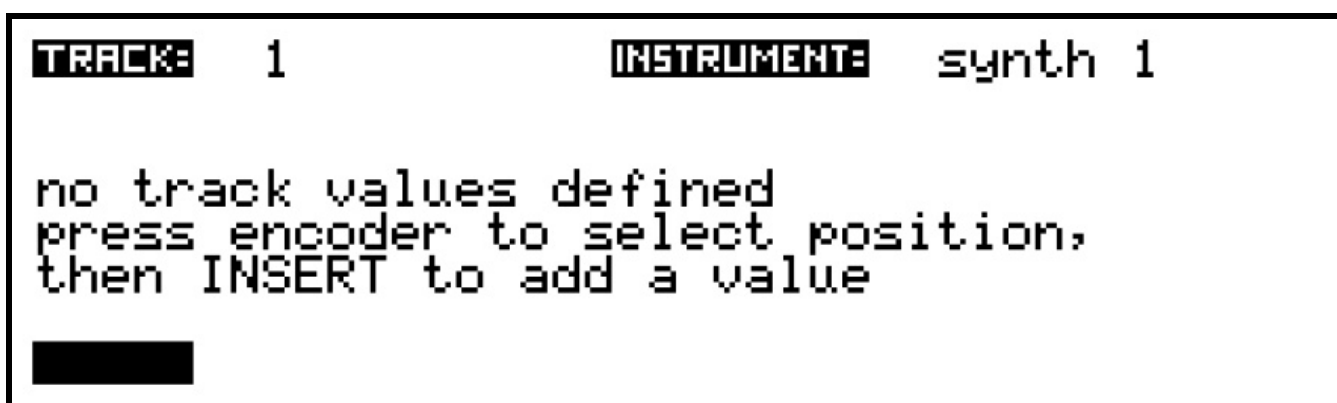 TRACK: 1 INSTRUMENT: synth 1
no track values defined
press encoder to select position,
then INSERT to add a value